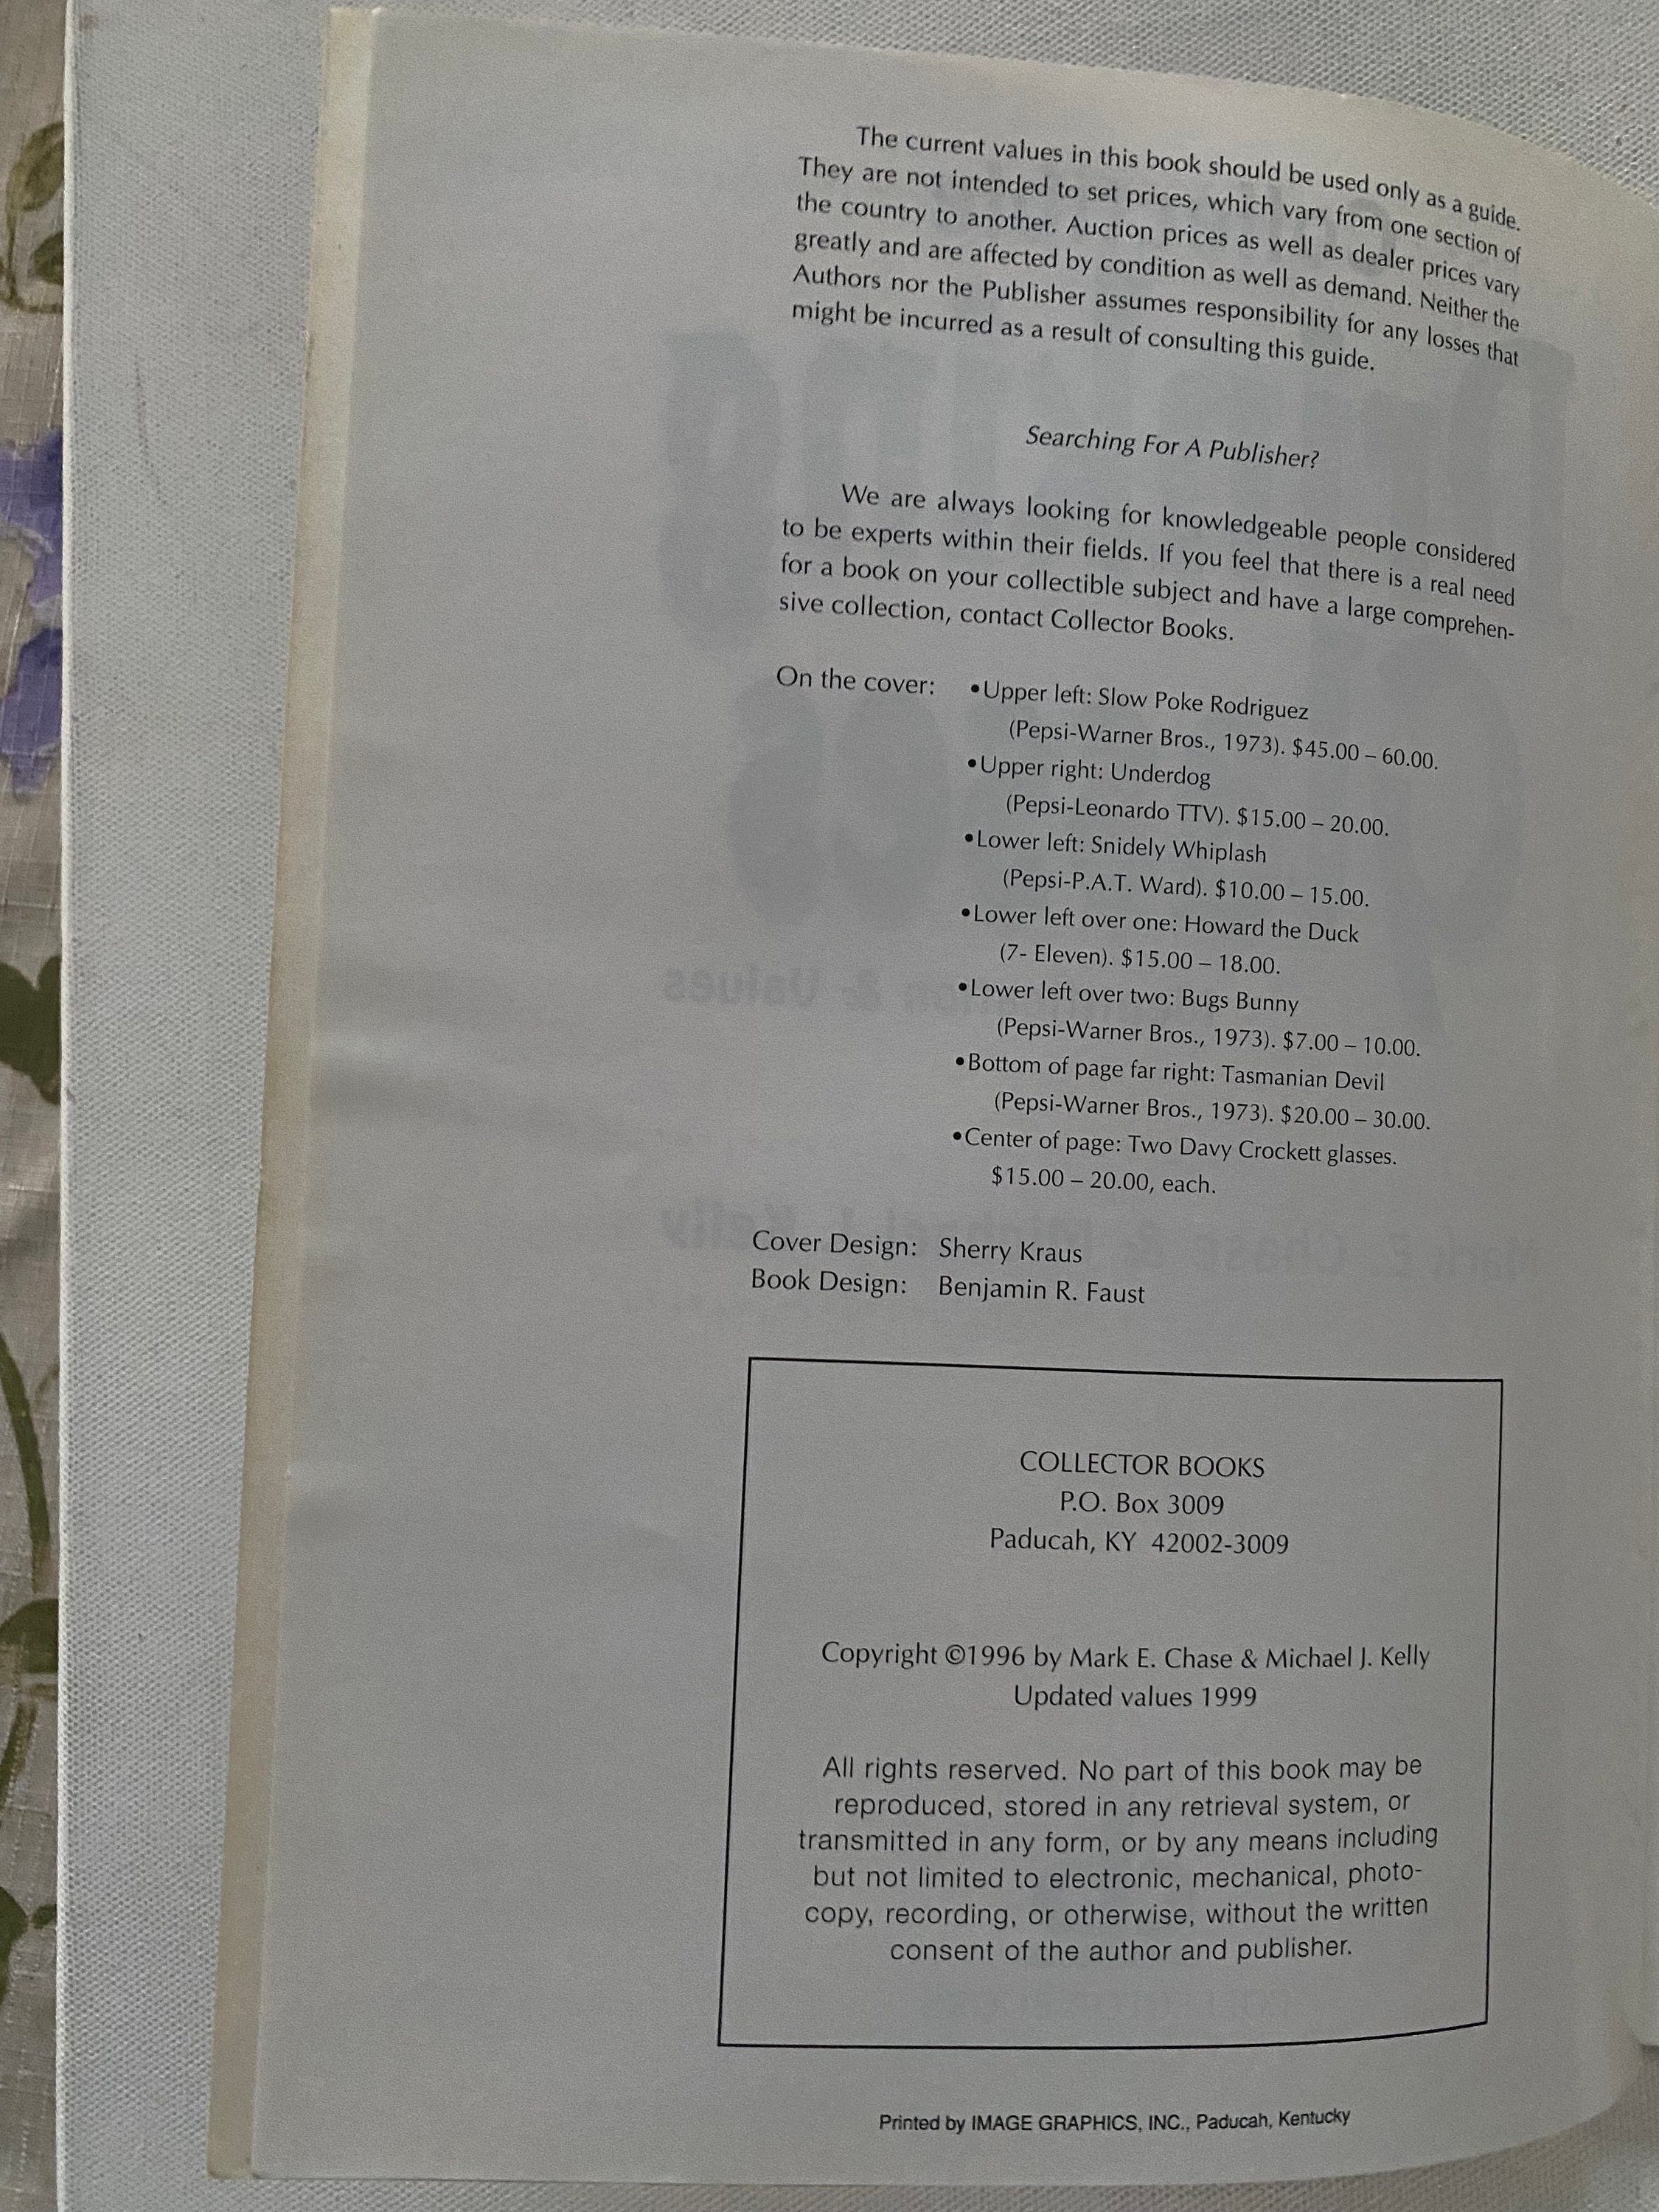 The current values in this book should be used only as a guide.
They are not intended to set prices, which vary from one section of
the country to another. Auction prices as well as dealer prices vary
greatly and are affected by condition as well as demand. Neither the
Authors nor the Publisher assumes responsibility for any losses that
might be incurred as a result of consulting this guide.
Searching For A Publisher?
We are always looking for knowledgeable people considered
to be experts within their fields. If you feel that there is a real need
for a book on your collectible subject and have a large comprehen-
sive collection, contact Collector Books.
On the cover: •Upper left: Slow Poke Rodriguez
(Pepsi-Warner Bros., 1973). $45.00 – 60.00.
•Upper right: Underdog
(Pepsi-Leonardo TTV). $15.00 – 20.00.
•Lower left: Snidely Whiplash
(Pepsi-P.A.T. Ward). $10.00 – 15.00.
•Lower left over one: Howard the Duck
(7- Eleven). $15.00 – 18.00.
•Lower left over two: Bugs Bunny
(Pepsi-Warner Bros., 1973). $7.00 – 10.00.
•Bottom of page far right: Tasmanian Devil
(Pepsi-Warner Bros., 1973). $20.00 – 30.00.
•Center of page: Two Davy Crockett glasses.
$15.00 – 20.00, each.
Cover Design: Sherry Kraus
Book Design: Benjamin R. Faust
COLLECTOR BOOKS
P.O. Box 3009
Paducah, KY 42002-3009
Copyright ©1996 by Mark E. Chase & Michael J. Kelly
Updated values 1999
All rights reserved. No part of this book may be
reproduced, stored in any retrieval system, or
transmitted in any form, or by any means including
but not limited to electronic, mechanical, photo-
copy, recording, or otherwise, without the written
consent of the author and publisher.
Printed by IMAGE GRAPHICS, INC., Paducah, Kentucky